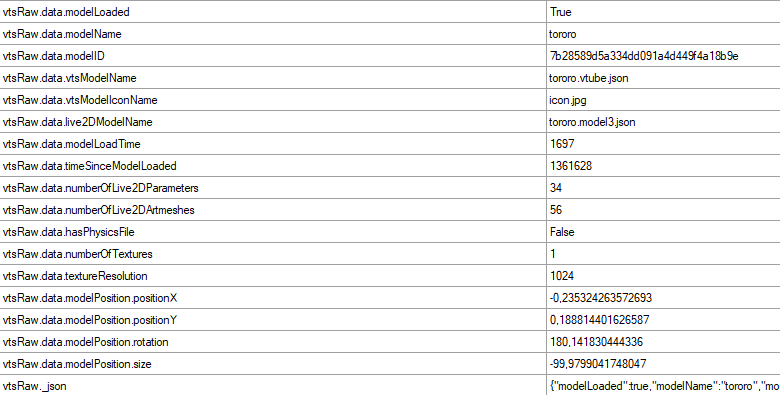 vtsRaw.data.modelLoaded True
vtsRaw.data.modelName tororo
vtsRaw.data.modelID 7b28589d5a334dd091a4d449f4a18b9e
vtsRaw.data.vtsModelName tororo.vtube.json
vtsRaw.data.vtsModelIconName icon.jpg
vtsRaw.data.live2DModelName tororo.model3.json
vtsRaw.data.modelLoadTime 1697
vtsRaw.data.timeSinceModelLoaded 1361628
vtsRaw.data.numberOfLive2DParameters 34
vtsRaw.data.numberOfLive2DArtmeshes 56
vtsRaw.data.hasPhysicsFile False
vtsRaw.data.numberOfTextures 1
vtsRaw.data.textureResolution 1024
vtsRaw.data.modelPosition.positionX -0,235324263572693
vtsRaw.data.modelPosition.positionY 0,188814401626587
vtsRaw.data.modelPosition.rotation 180,141830444336
vtsRaw.data.modelPosition.size -99,9799041748047
vtsRaw._json {"modelLoaded":true,"modelName":"tororo","mo